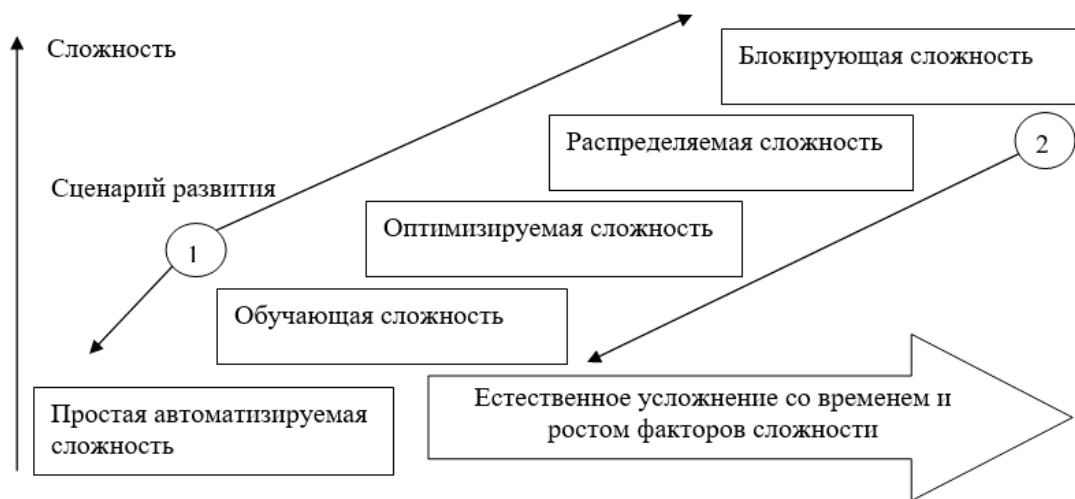 Сложность
Блокирующая сложность
Распределяемая сложность
2
Сценарий развития
Оптимизируемая сложность
1
Обучающая сложность
Простая автоматизируемая
сложность
Естественное усложнение со временем и
ростом факторов сложности